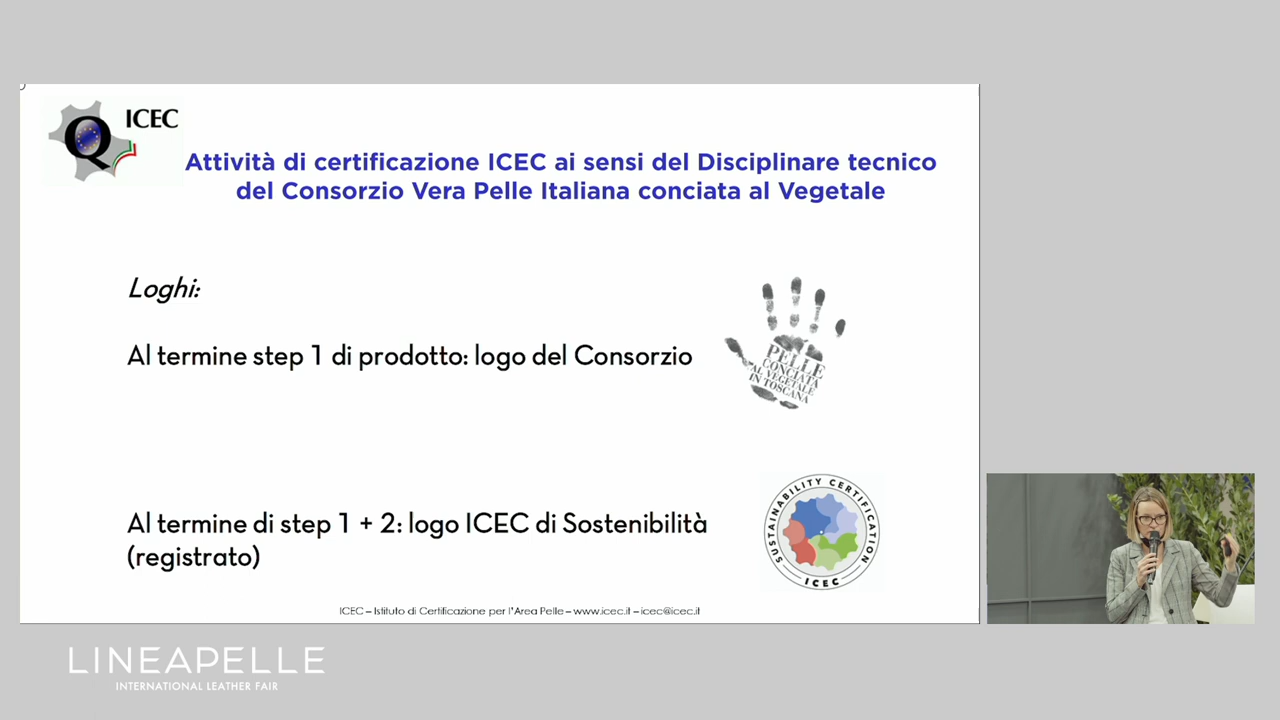 ICEC
Q
Attività di certificazione ICEC ai sensi del Disciplinare tecnico
del Consorzio Vera Pelle Italiana conciata al Vegetale
Loghi:
Al termine step 1 di prodotto: logo del Consorzio
PELLE
CONCIATA
AL VEGETALE
IN TOSCANA
Al termine di step 1 + 2: logo ICEC di Sostenibilità
(registrato)
SUSTAINABILITY CERTIFICATION
ICEC
ICEC – Istituto di Certificazione per l'Area Pelle – www.icec.it – icec@icec.it
LINEAPELLE
INTERNATIONAL LEATHER FAIR